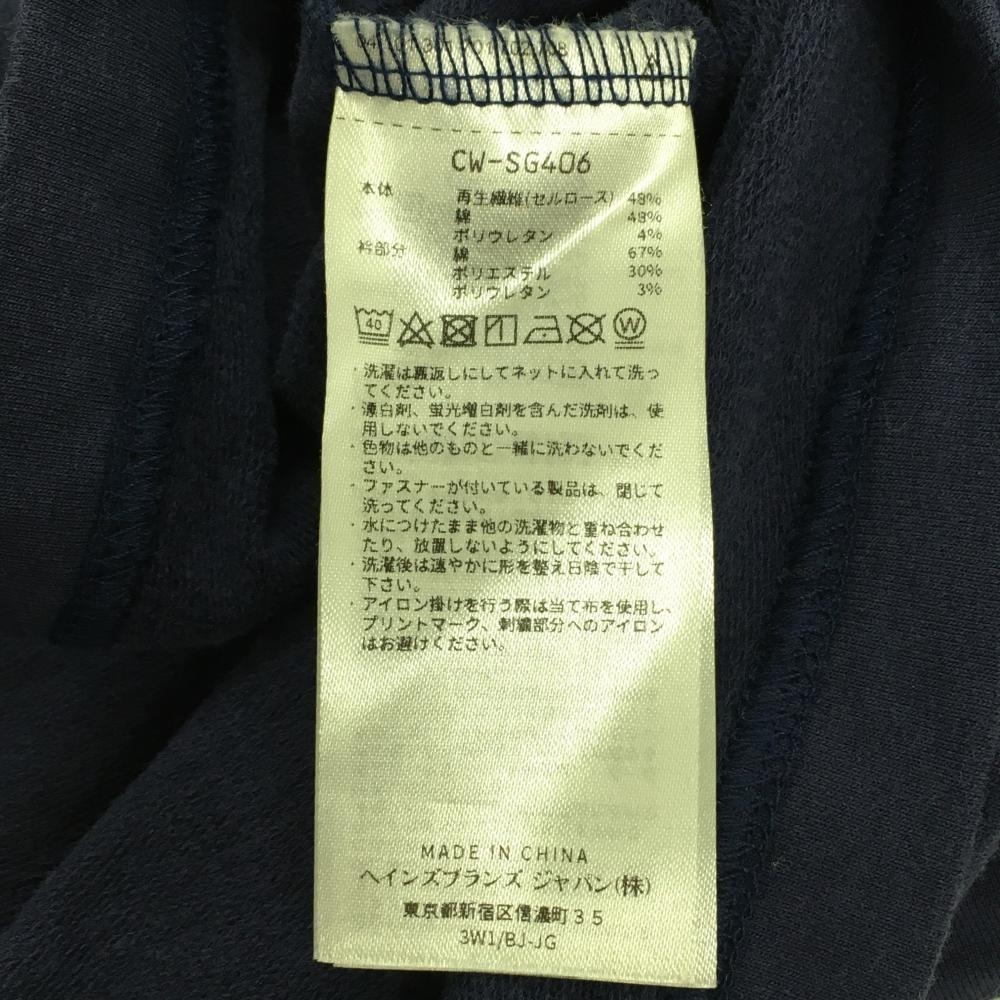 CW-SG406
本体 再生繊維(セルロース) 48%
綿 48%
ポリウレタン 4%
衿部分 綿 67%
ポリエステル 30%
ポリウレタン 3%
40 W
・洗濯は裏返しにしてネットに入れて洗っ
てください。
・漂白剤、蛍光増白剤を含んだ洗剤は、使
用しないでください。
・色物は他のものと一緒に洗わないでくだ
さい。
・ファスナーが付いている製品は、閉じて
洗ってください。
・水につけたまま他の洗濯物と重ね合わせ
たり、放置しないようにしてください。
・洗濯後は速やかに形を整え日陰で干して
下さい。
・アイロン掛けを行う際は当て布を使用し、
プリントマーク、刺繍部分へのアイロン
はお避けください。
MADE IN CHINA
ヘインズブランズ ジャパン(株)
東京都新宿区信濃町35
3W1/BJ-JG